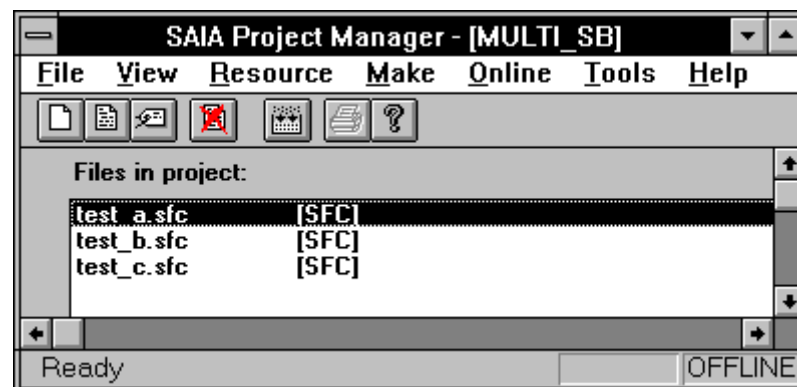 SAIA Project Manager - [MULTI_SB]
File View Resource Make Online Tools Help
Files in project:
test_a.sfc [SFC]
test_b.sfc [SFC]
test_c.sfc [SFC]
Ready OFFLINE